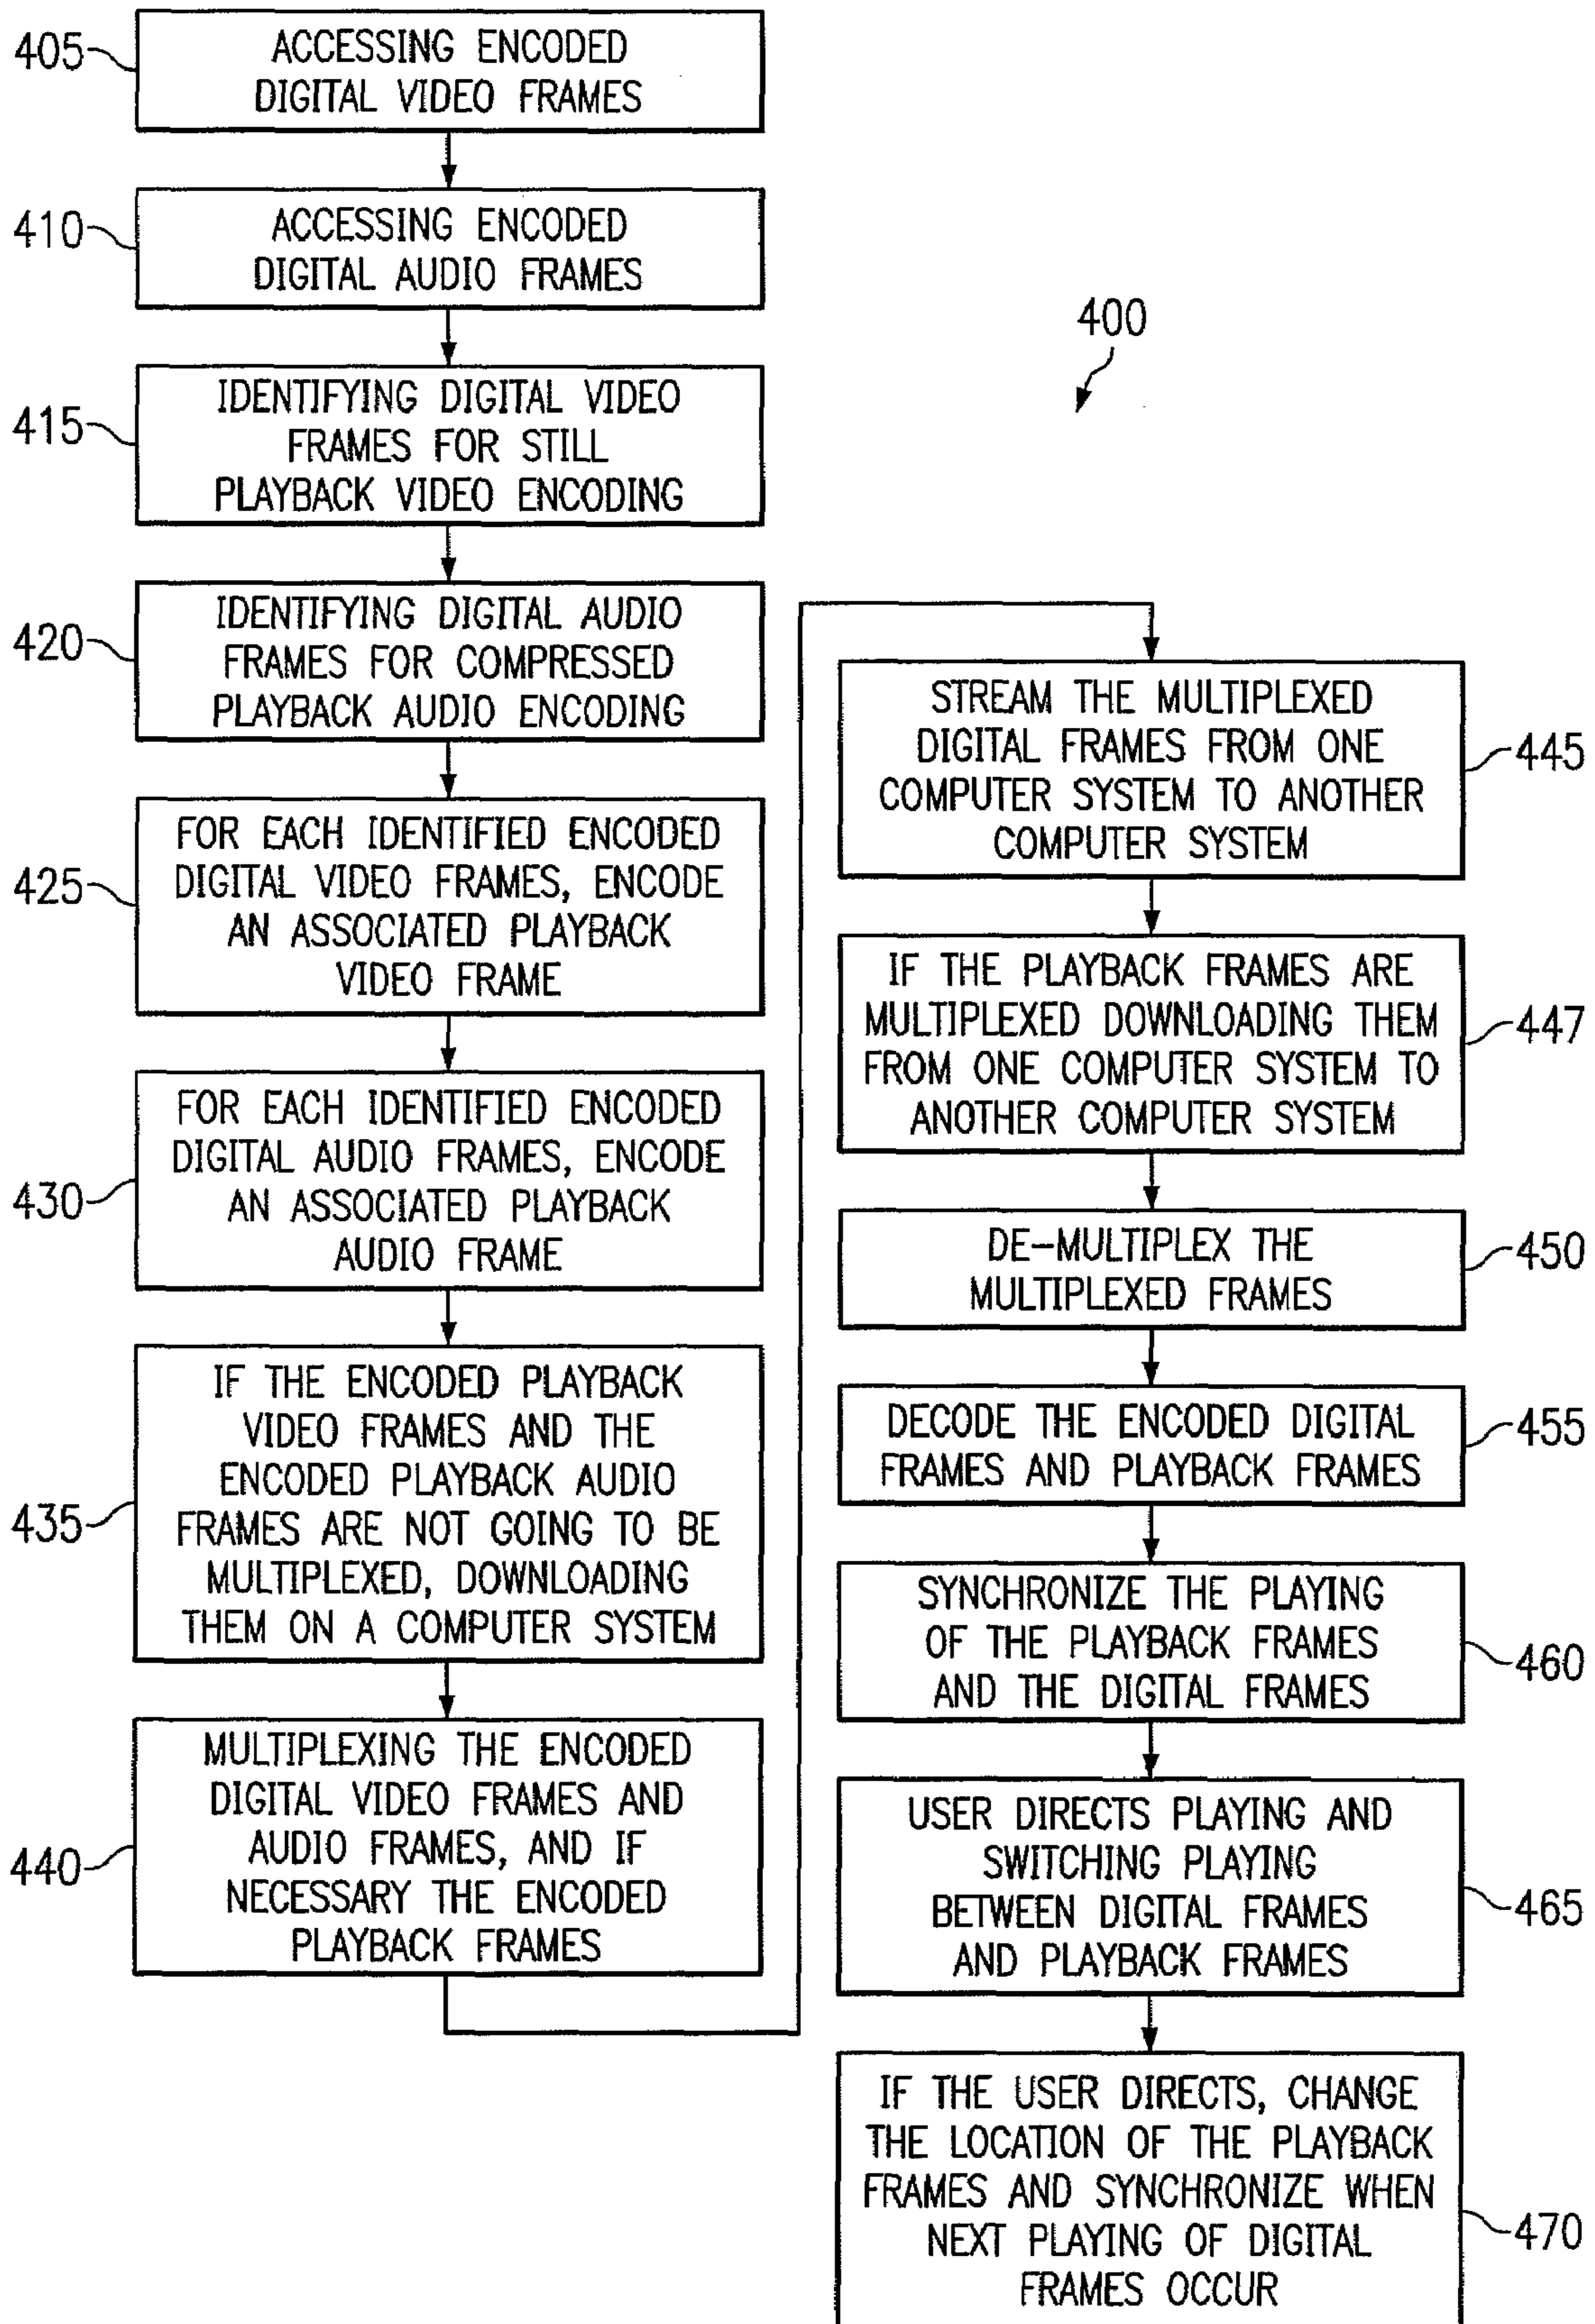 405
ACCESSING ENCODED
DIGITAL VIDEO FRAMES
410
ACCESSING ENCODED
DIGITAL AUDIO FRAMES
400
415
IDENTIFYING DIGITAL VIDEO
FRAMES FOR STILL
PLAYBACK VIDEO ENCODING
420
IDENTIFYING DIGITAL AUDIO
FRAMES FOR COMPRESSED
PLAYBACK AUDIO ENCODING
425
FOR EACH IDENTIFIED ENCODED
DIGITAL VIDEO FRAMES, ENCODE
AN ASSOCIATED PLAYBACK
VIDEO FRAME
430
FOR EACH IDENTIFIED ENCODED
DIGITAL AUDIO FRAMES, ENCODE
AN ASSOCIATED PLAYBACK
AUDIO FRAME
435
IF THE ENCODED PLAYBACK
VIDEO FRAMES AND THE
ENCODED PLAYBACK AUDIO
FRAMES ARE NOT GOING TO BE
MULTIPLEXED, DOWNLOADING
THEM ON A COMPUTER SYSTEM
440
MULTIPLEXING THE ENCODED
DIGITAL VIDEO FRAMES AND
AUDIO FRAMES, AND IF
NECESSARY THE ENCODED
PLAYBACK FRAMES
STREAM THE MULTIPLEXED
DIGITAL FRAMES FROM ONE
COMPUTER SYSTEM TO ANOTHER
COMPUTER SYSTEM
445
IF THE PLAYBACK FRAMES ARE
MULTIPLEXED DOWNLOADING THEM
FROM ONE COMPUTER SYSTEM TO
ANOTHER COMPUTER SYSTEM
447
DE-MULTIPLEX THE
MULTIPLEXED FRAMES
450
DECODE THE ENCODED DIGITAL
FRAMES AND PLAYBACK FRAMES
455
SYNCHRONIZE THE PLAYING
OF THE PLAYBACK FRAMES
AND THE DIGITAL FRAMES
460
USER DIRECTS PLAYING AND
SWITCHING PLAYING
BETWEEN DIGITAL FRAMES
AND PLAYBACK FRAMES
465
IF THE USER DIRECTS, CHANGE
THE LOCATION OF THE PLAYBACK
FRAMES AND SYNCHRONIZE WHEN
NEXT PLAYING OF DIGITAL
FRAMES OCCUR
470